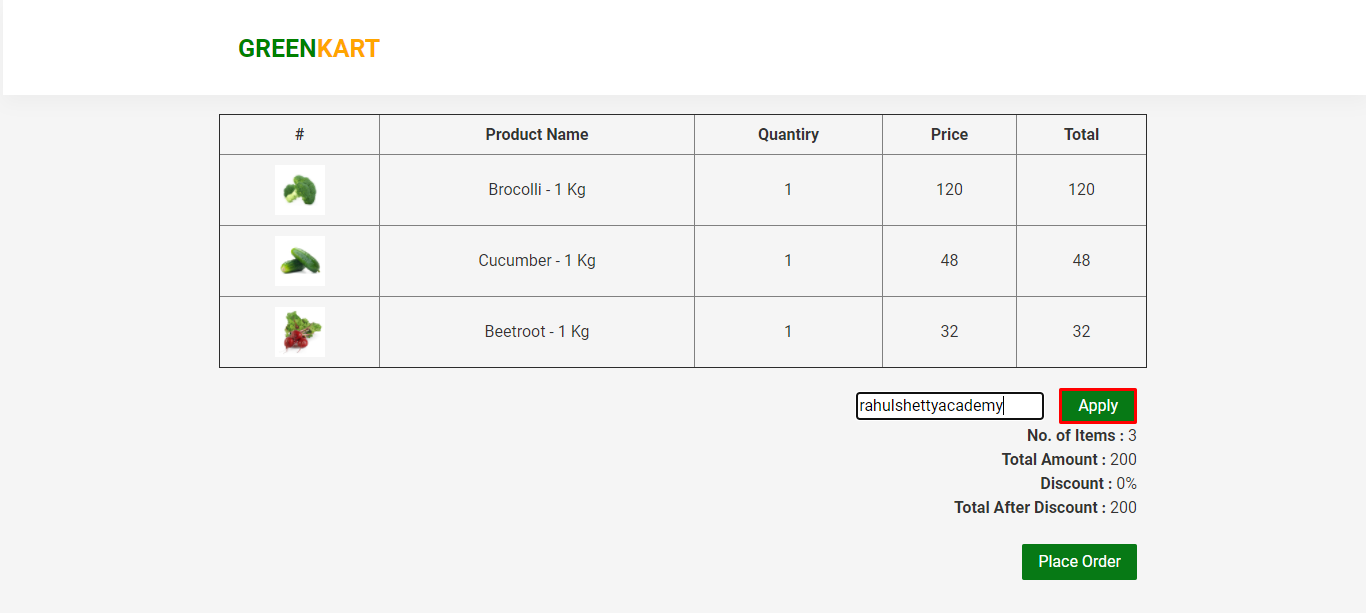 GREENKART
# Product Name Quantiry Price Total
Brocolli - 1 Kg 1 120 120
Cucumber - 1 Kg 1 48 48
Beetroot - 1 Kg 1 32 32
rahulshettyacademy Apply
No. of Items : 3
Total Amount : 200
Discount : 0%
Total After Discount : 200
Place Order